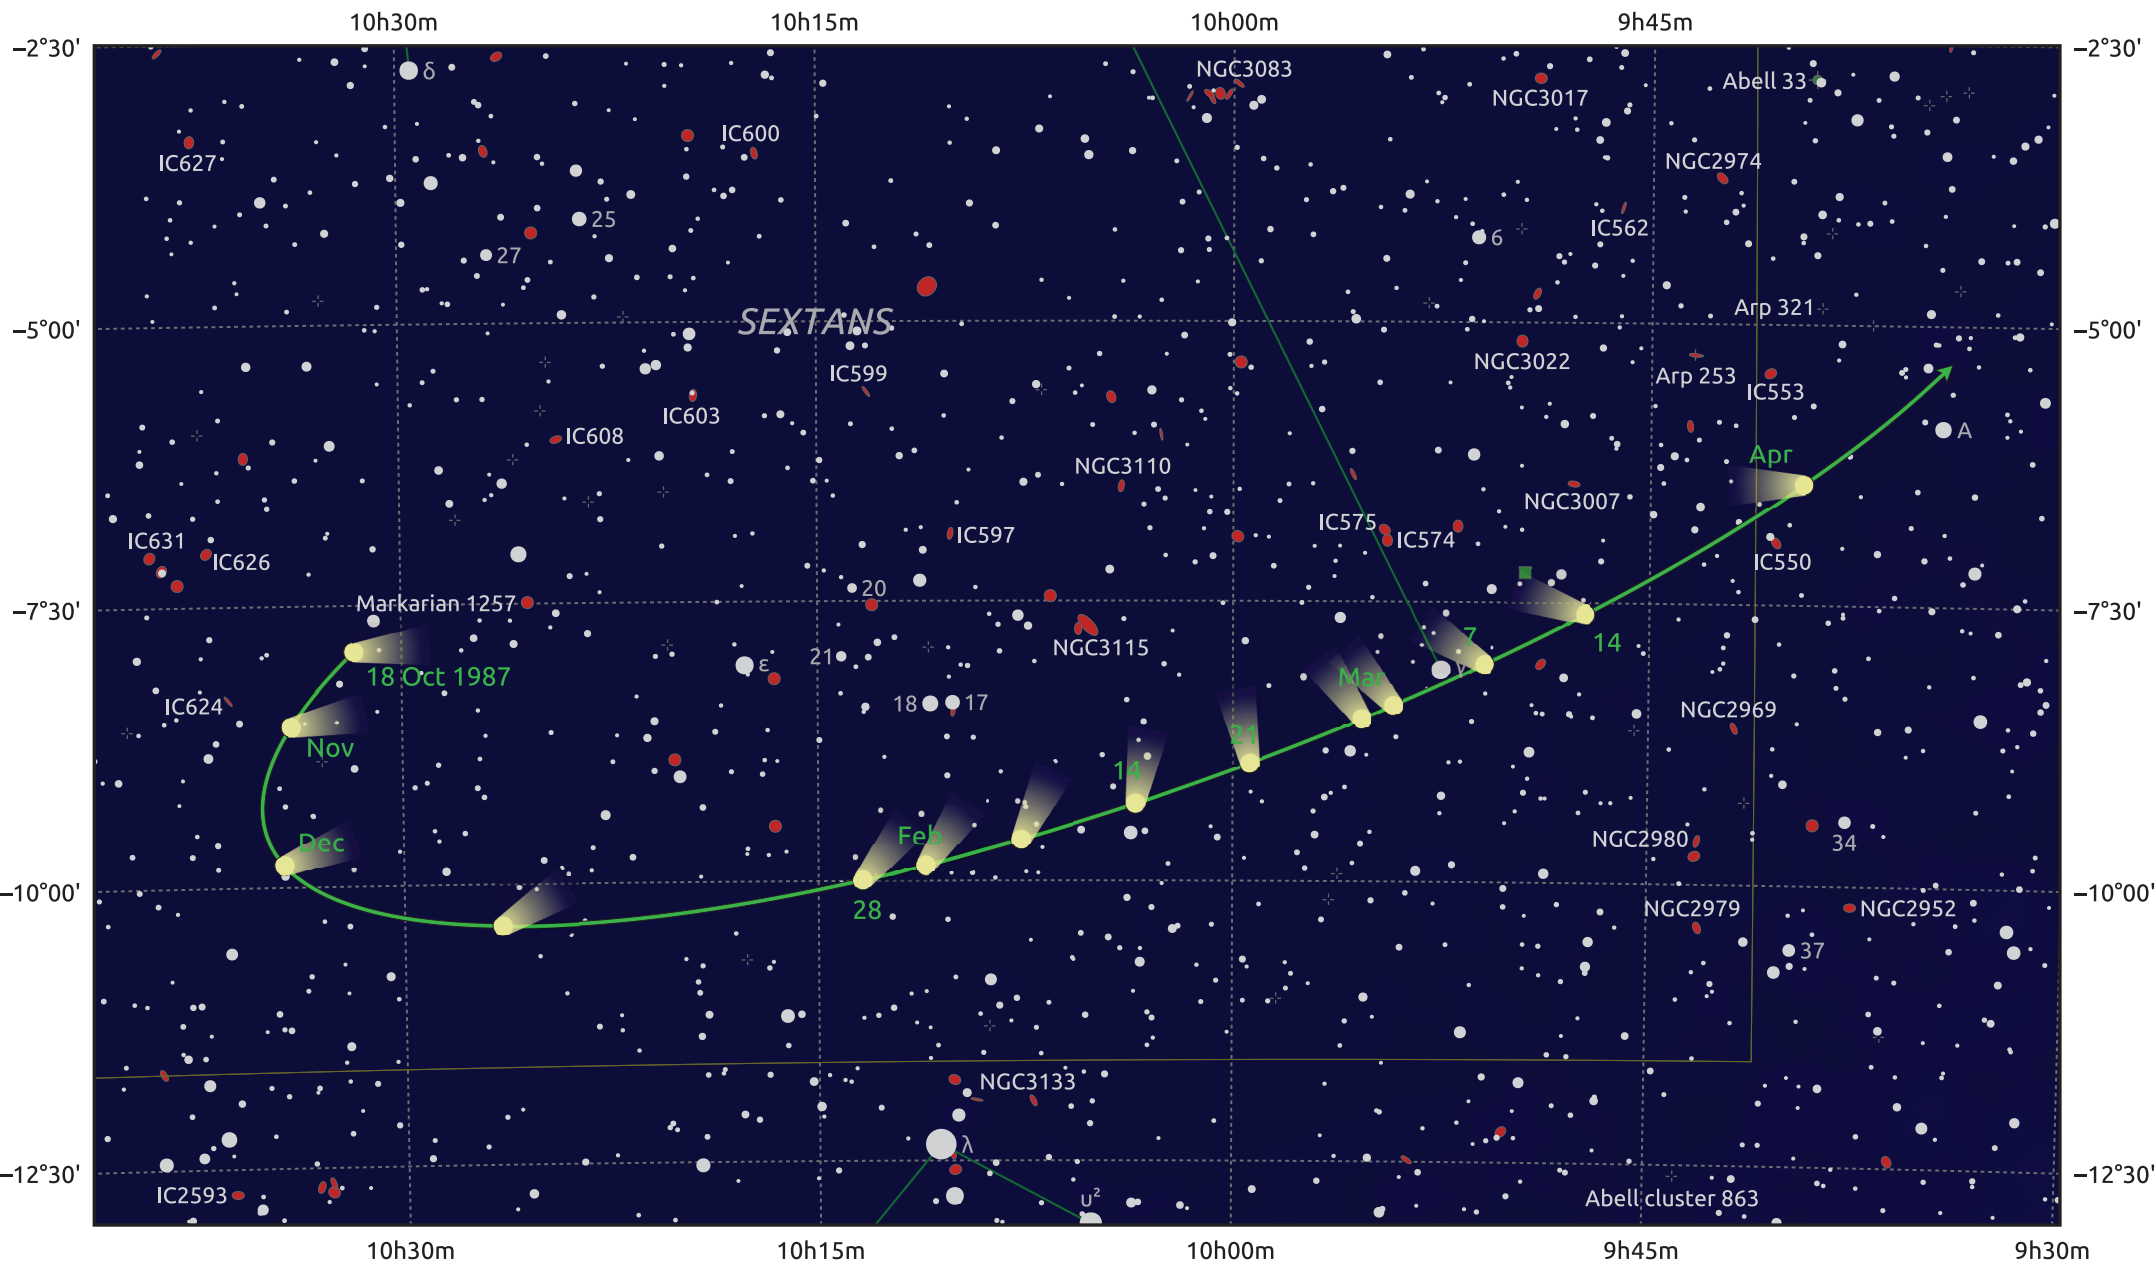 10h30m 10h15m 10h00m 9h45m
−2°30' −2°30'
δ
NGC3083
NGC3017
Abell 33
IC600
IC627
NGC2974
25
6
IC562
27
Arp 321
SEXTANS
−5°00' −5°00'
NGC3022
IC599
Arp 253
IC553
IC603
A
IC608
Apr
NGC3110
NGC3007
IC575
IC597
IC574
IC631
IC626
IC550
20
Markarian 1257
−7°30' −7°30'
7
14
NGC3115
21
ε
18 Oct 1987
Mar
γ
18
17
IC624
NGC2969
21
Nov
14
Feb
Dec
NGC2980
34
−10°00' −10°00'
28
NGC2979
NGC2952
37
NGC3133
λ
−12°30' −12°30'
IC2593
υ²
Abell cluster 863
10h30m 10h15m 10h00m 9h45m 9h30m